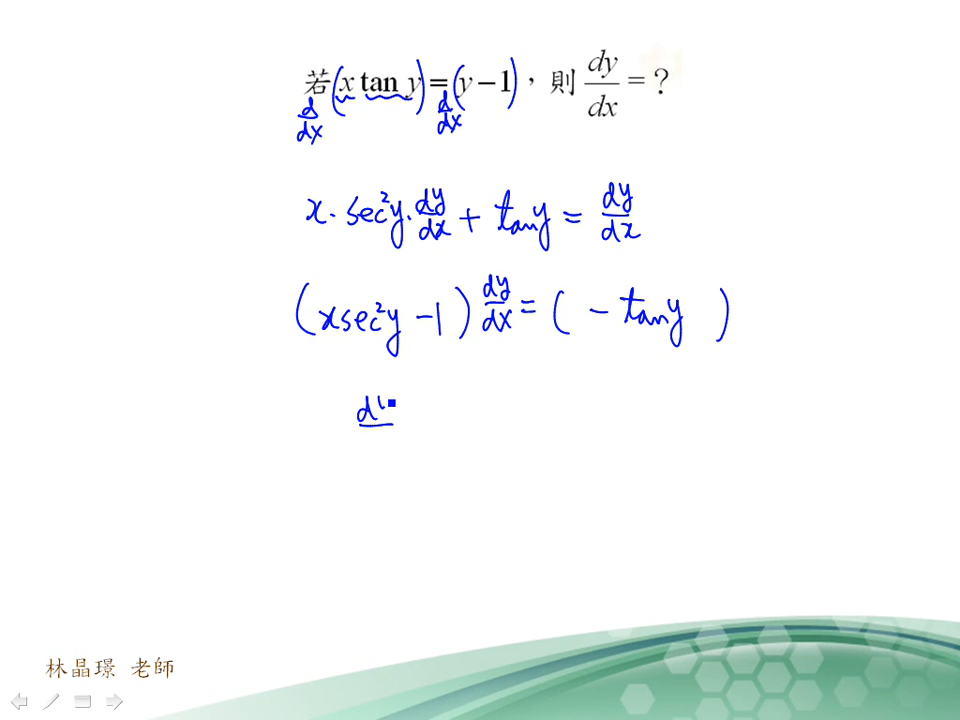 若 (x tan y) = (y − 1)，則 dy/dx = ?
d/dx d/dx
x · sec²y · dy/dx + tan y = dy/dx
(x sec²y − 1) dy/dx = ( − tan y )
d
林晶璟 老師